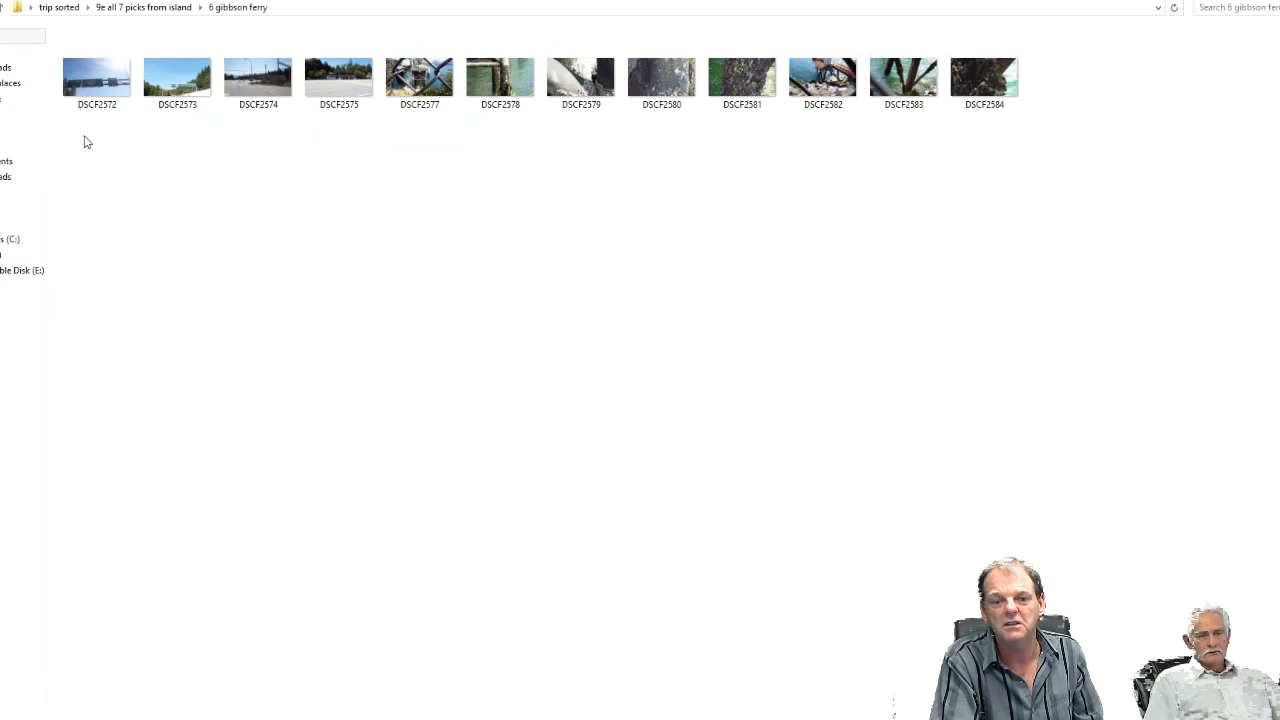 trip sorted > 9e all 7 picks from island > 6 gibbson ferry
Search 6 gibbson fer
ads
places
ents
ads
s (C:)
ble Disk (E:)
DSCF2572 DSCF2573 DSCF2574 DSCF2575 DSCF2577 DSCF2578 DSCF2579 DSCF2580 DSCF2581 DSCF2582 DSCF2583 DSCF2584